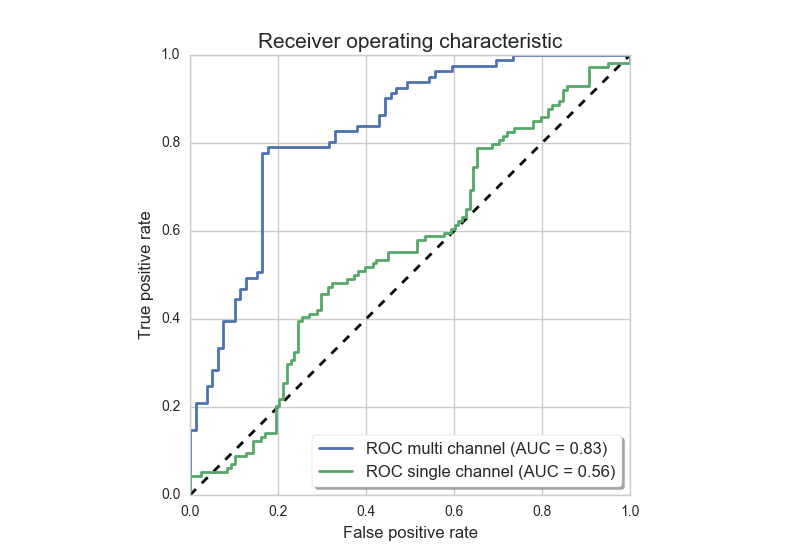 Receiver operating characteristic
1.0
0.8
0.6
0.4
0.2
0.0
True positive rate
ROC multi channel (AUC = 0.83)
ROC single channel (AUC = 0.56)
0.0 0.2 0.4 0.6 0.8 1.0
False positive rate